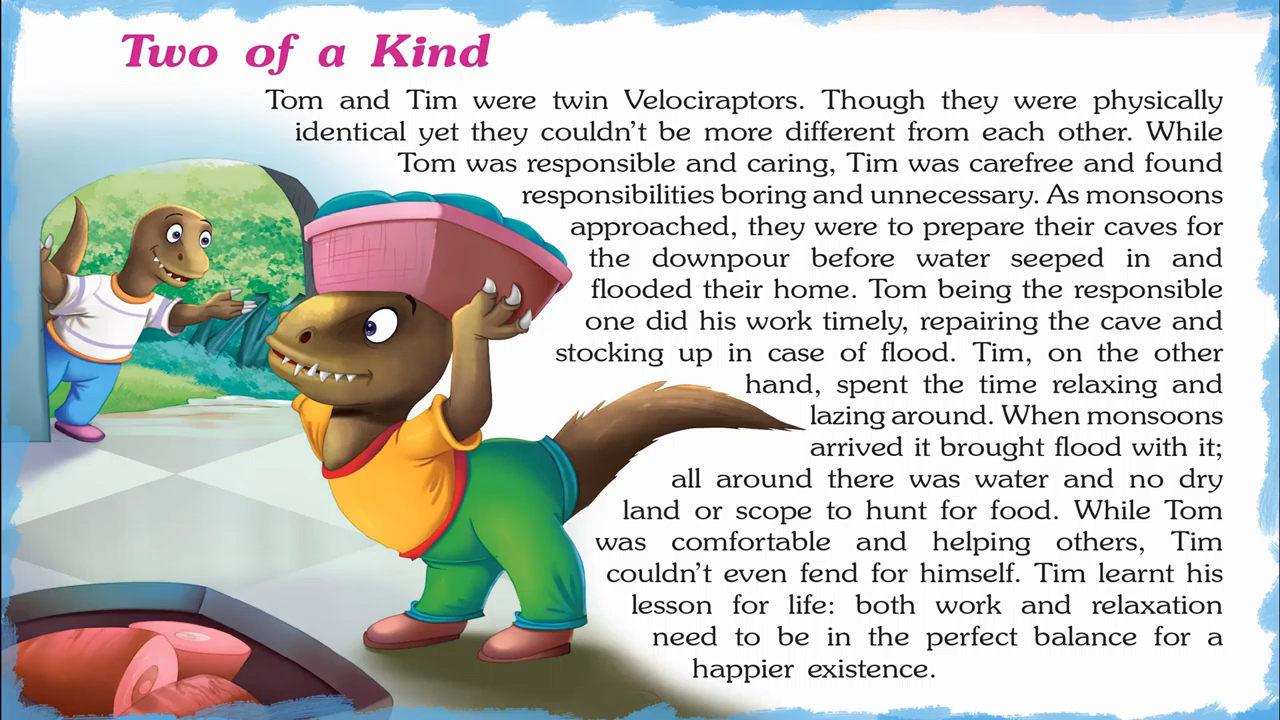 Two of a Kind
Tom and Tim were twin Velociraptors. Though they were physically
identical yet they couldn't be more different from each other. While
Tom was responsible and caring, Tim was carefree and found
responsibilities boring and unnecessary. As monsoons
approached, they were to prepare their caves for
the downpour before water seeped in and
flooded their home. Tom being the responsible
one did his work timely, repairing the cave and
stocking up in case of flood. Tim, on the other
hand, spent the time relaxing and
lazing around. When monsoons
arrived it brought flood with it;
all around there was water and no dry
land or scope to hunt for food. While Tom
was comfortable and helping others, Tim
couldn't even fend for himself. Tim learnt his
lesson for life: both work and relaxation
need to be in the perfect balance for a
happier existence.